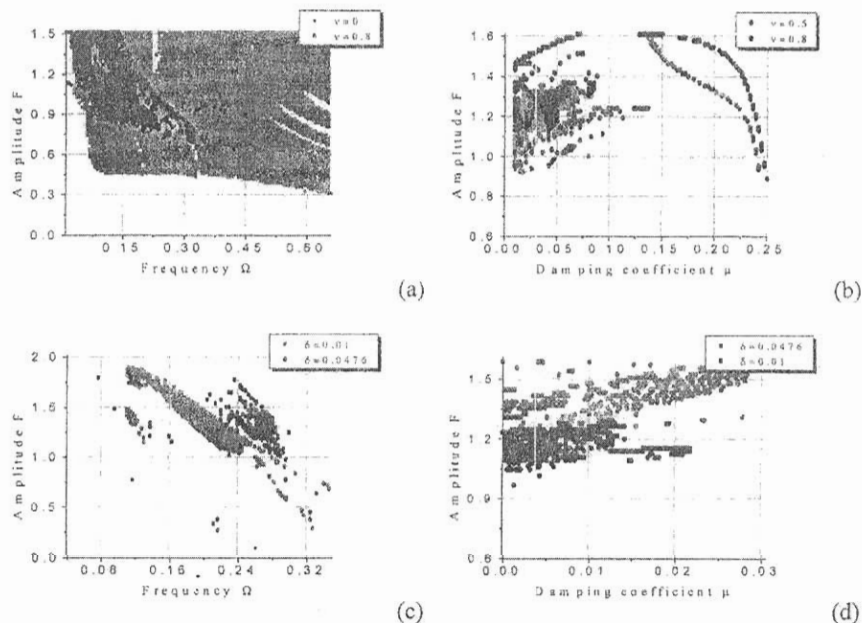 v=0
v=0.8
1.5
1.2
0.9
0.6
0.3
0.0
Amplitude F
0.15 0.30 0.45 0.60
Frequency Ω
(a)
v=0.5
v=0.8
1.6
1.4
1.2
1.0
0.8
0.6
Amplitude F
0.00 0.05 0.10 0.15 0.20 0.25
Damping coefficient μ
(b)
δ=0.01
δ=0.0476
2.0
1.5
1.0
0.5
0.0
Amplitude F
0.08 0.16 0.24 0.32
Frequency Ω
(c)
δ=0.0476
δ=0.01
1.5
1.2
0.9
0.6
Amplitude F
0.00 0.01 0.02 0.03
Damping coefficient μ
(d)